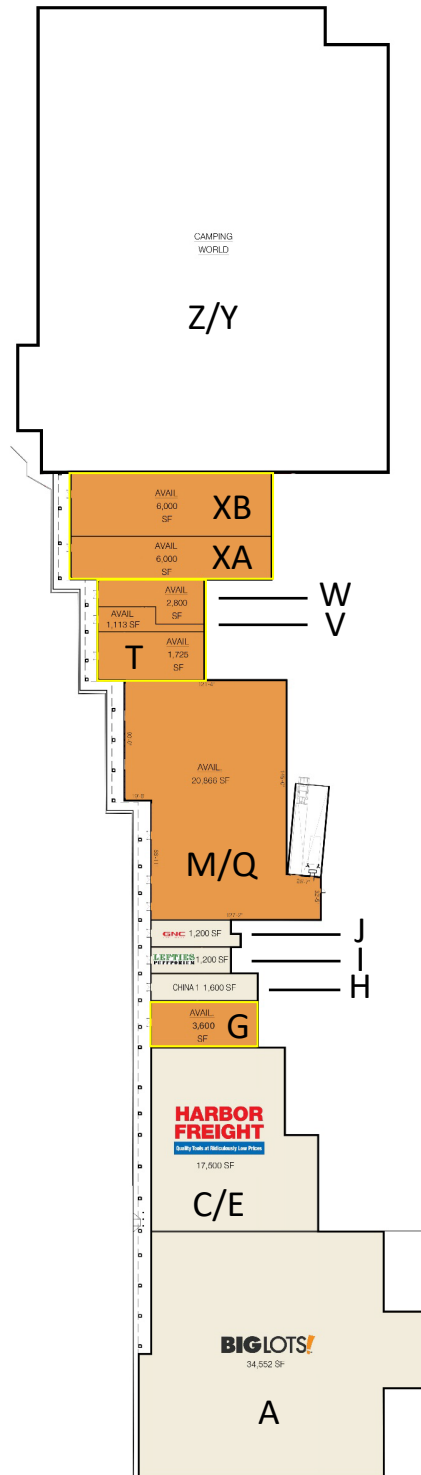 CAMPING
WORLD
Z/Y
AVAIL.
6,000
SF
XB
AVAIL.
6,000
SF
XA
AVAIL.
2,800
SF
W
AVAIL.
1,113 SF
V
AVAIL.
1,725
SF
T
AVAIL.
20,866 SF
M/Q
GNC 1,200 SF
J
LEFTIES
PUFFPORIUM
1,200 SF
I
CHINA 1 1,600 SF
H
AVAIL.
3,600
SF
G
HARBOR
FREIGHT
Quality Tools at Ridiculously Low Prices
17,600 SF
C/E
BIG LOTS!
34,552 SF
A